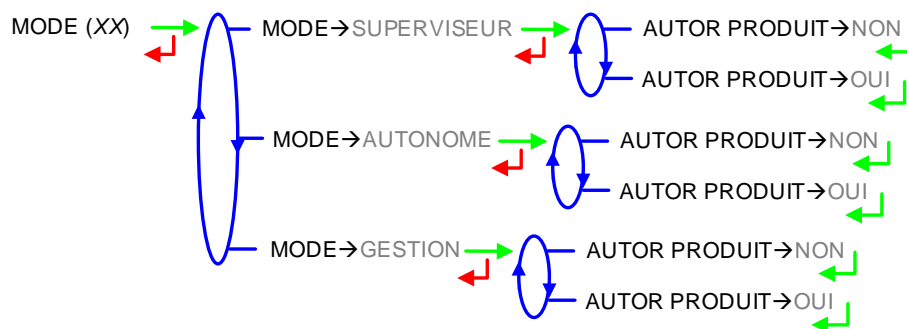 MODE (XX) MODE→SUPERVISEUR AUTOR PRODUIT→NON
AUTOR PRODUIT→OUI
MODE→AUTONOME AUTOR PRODUIT→NON
AUTOR PRODUIT→OUI
MODE→GESTION AUTOR PRODUIT→NON
AUTOR PRODUIT→OUI